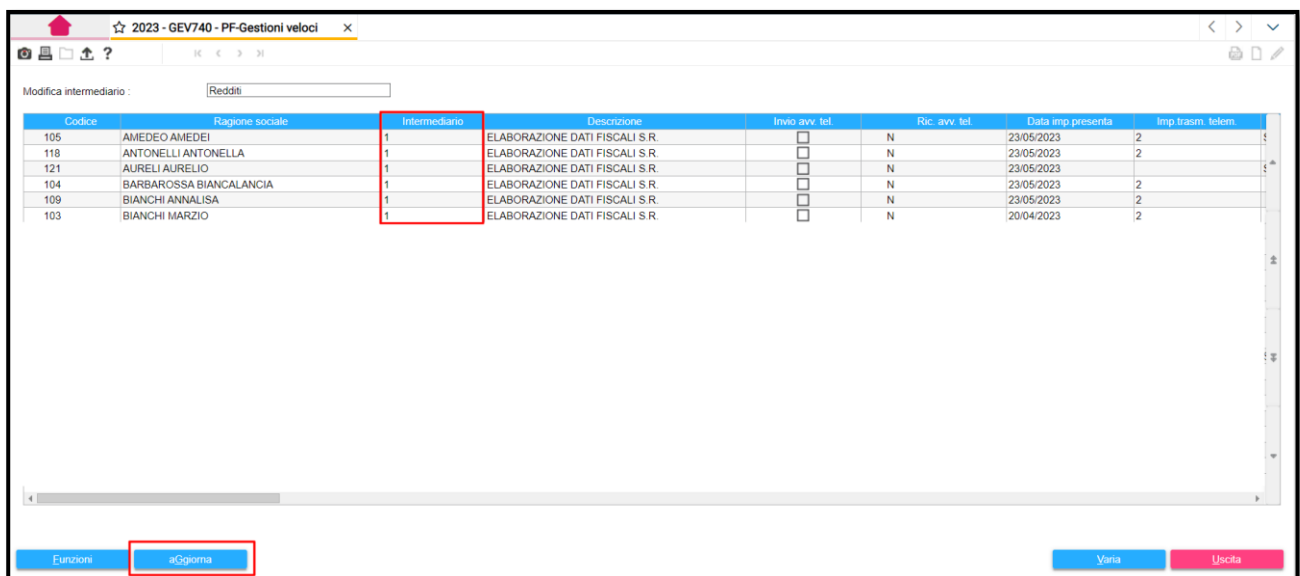 2023 - GEV740 - PF-Gestioni veloci
?
Modifica intermediario : Redditi
Codice Ragione sociale Intermediario Descrizione Invio avv. tel. Ric. avv. tel. Data imp.presenta Imp.trasm. telem.
105 AMEDEO AMEDEI 1 ELABORAZIONE DATI FISCALI S.R. N 23/05/2023 2
118 ANTONELLI ANTONELLA 1 ELABORAZIONE DATI FISCALI S.R. N 23/05/2023 2
121 AURELI AURELIO 1 ELABORAZIONE DATI FISCALI S.R. N 23/05/2023
104 BARBAROSSA BIANCALANCIA 1 ELABORAZIONE DATI FISCALI S.R. N 23/05/2023 2
109 BIANCHI ANNALISA 1 ELABORAZIONE DATI FISCALI S.R. N 23/05/2023 2
103 BIANCHI MARZIO 1 ELABORAZIONE DATI FISCALI S.R. N 20/04/2023 2
Funzioni aGgiorna Varia Uscita